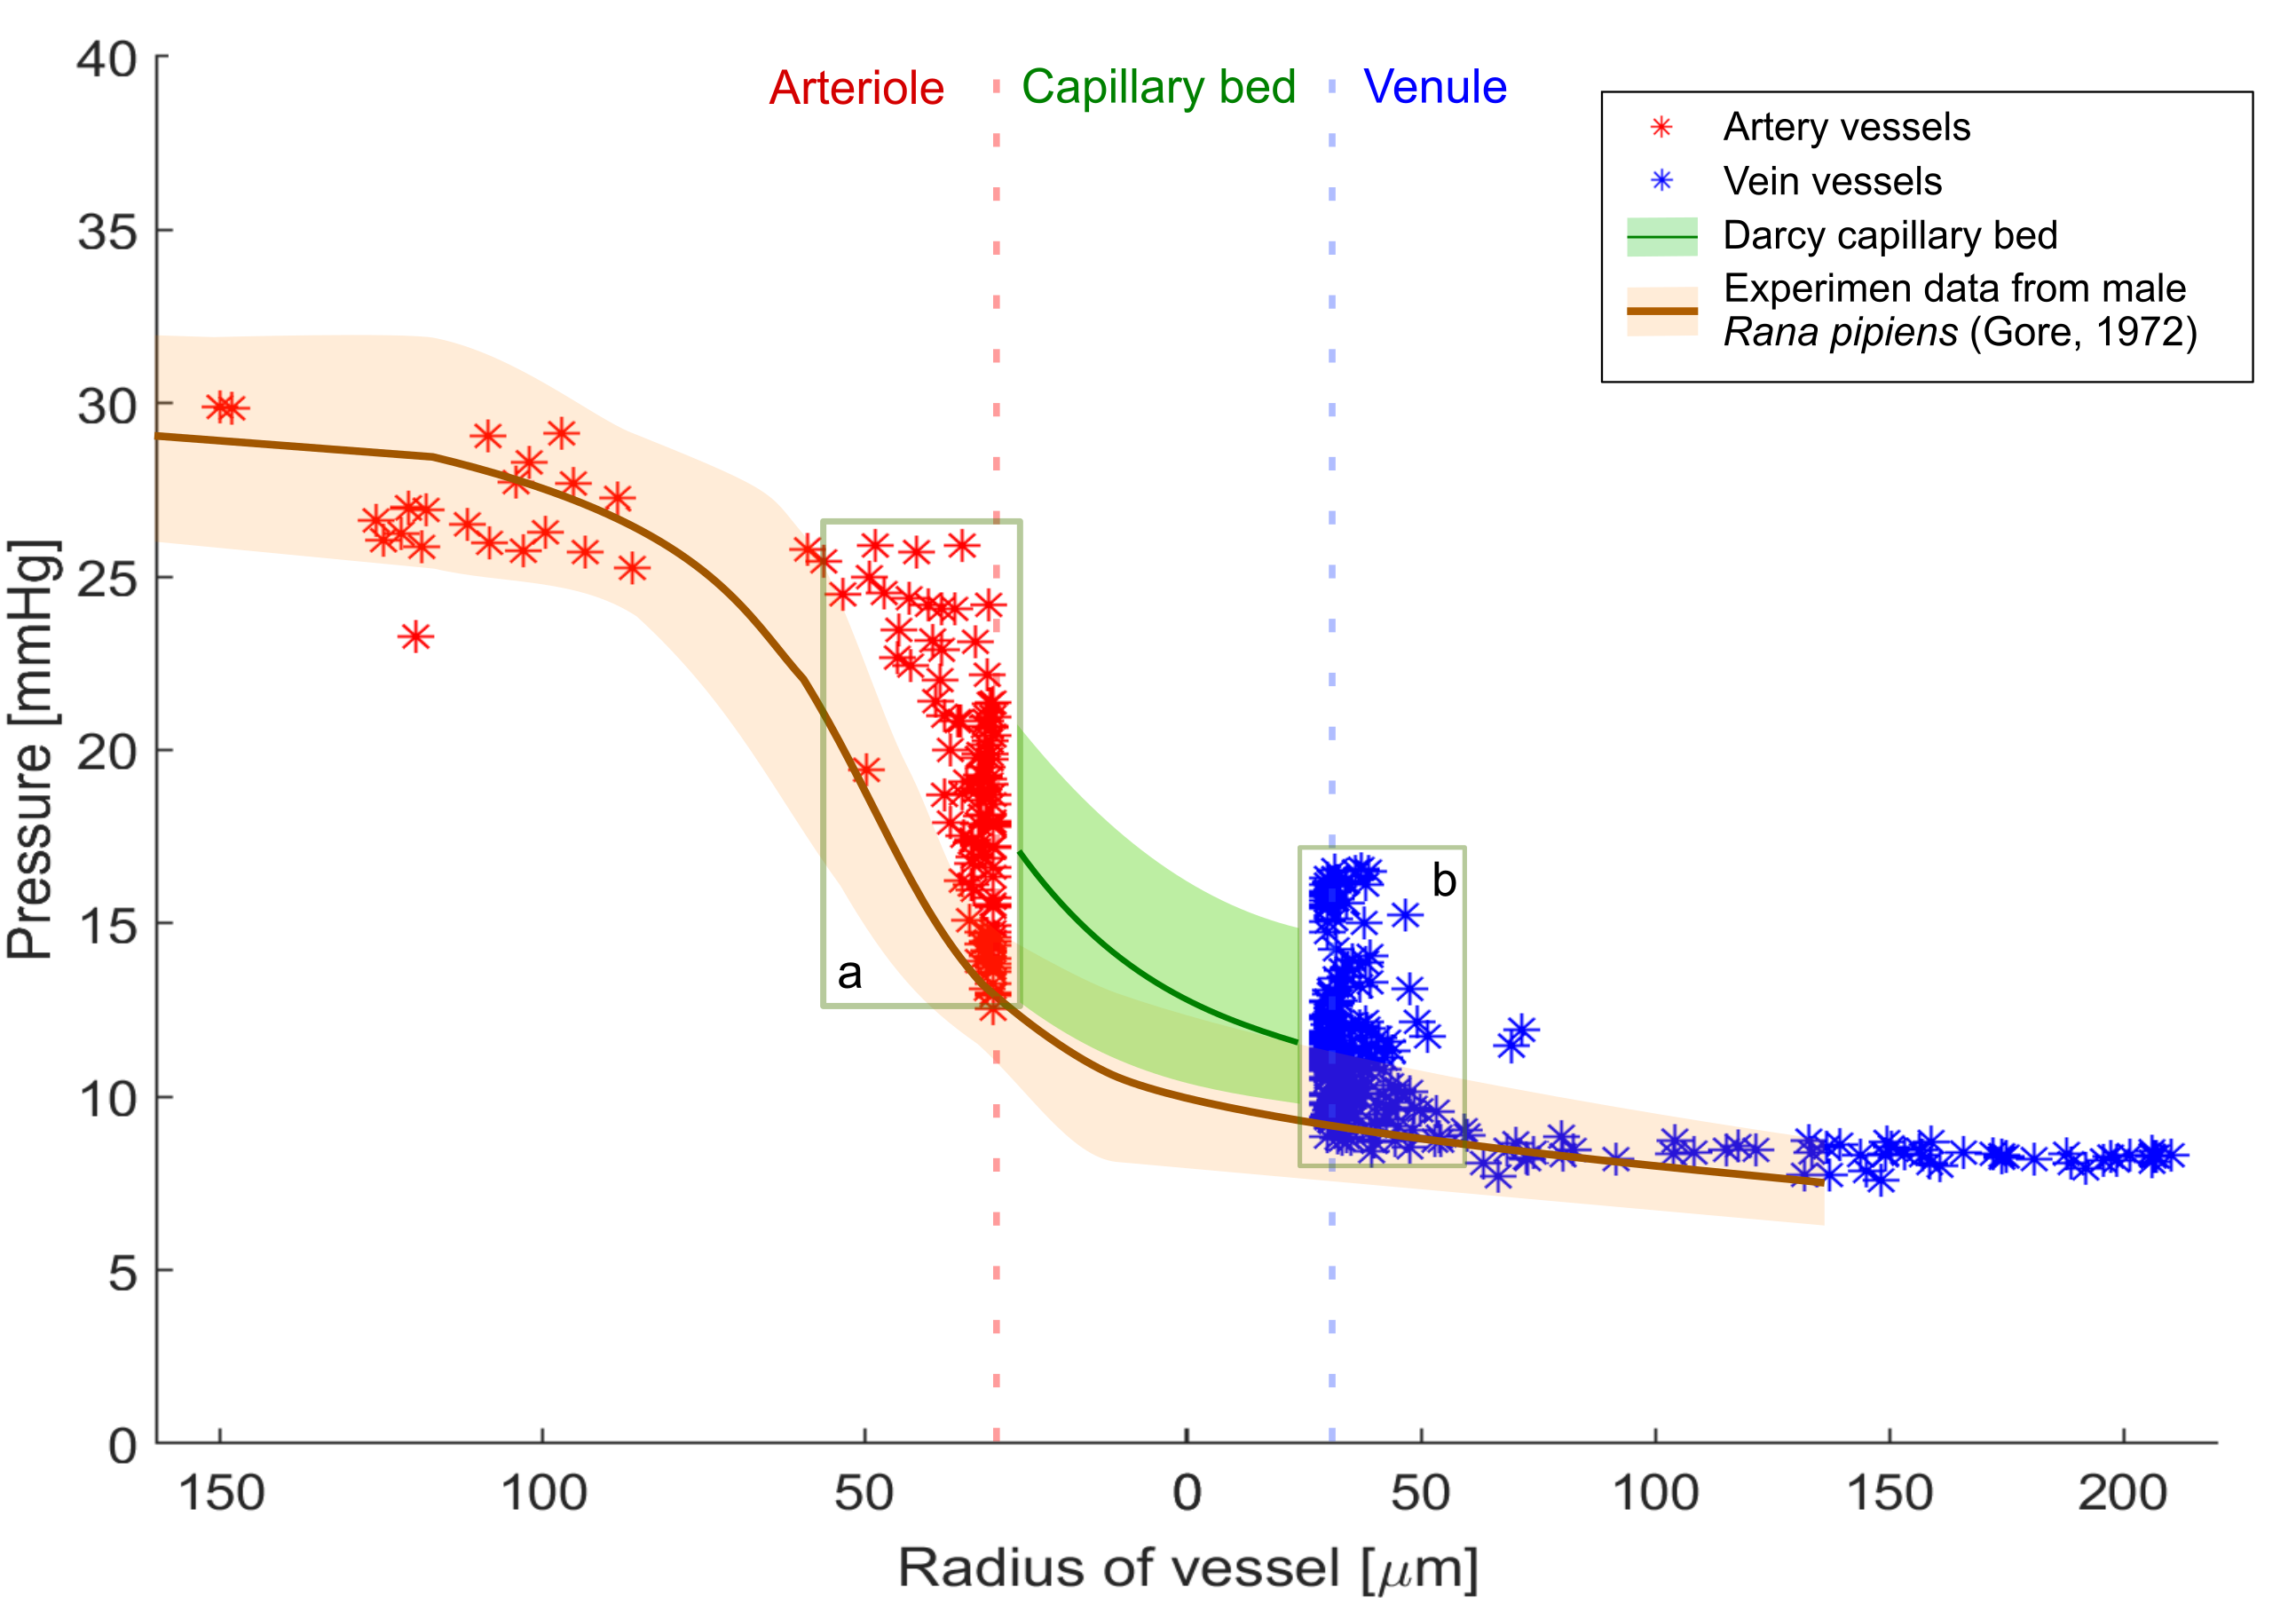 Arteriole Capillary bed Venule
Artery vessels
Vein vessels
Darcy capillary bed
Experimen data from male
Rana pipiens (Gore, 1972)
Pressure [mmHg]
40
35
30
25
20
15
10
5
0
a
b
150 100 50 0 50 100 150 200
Radius of vessel [μm]